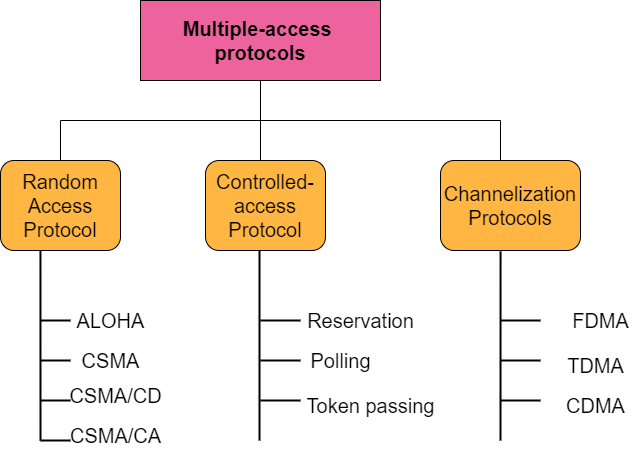 Multiple-access
protocols
Random
Access
Protocol
Controlled-
access
Protocol
Channelization
Protocols
ALOHA
CSMA
CSMA/CD
CSMA/CA
Reservation
Polling
Token passing
FDMA
TDMA
CDMA